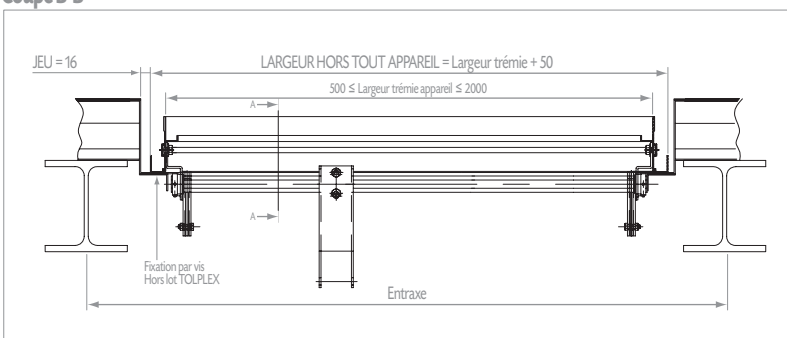 Coupe B-B
JEU = 16
LARGEUR HORS TOUT APPAREIL = Largeur trémie + 50
500 ≤ Largeur trémie appareil ≤ 2000
A
A
Fixation par vis
Hors lot TOLPLEX
Entraxe